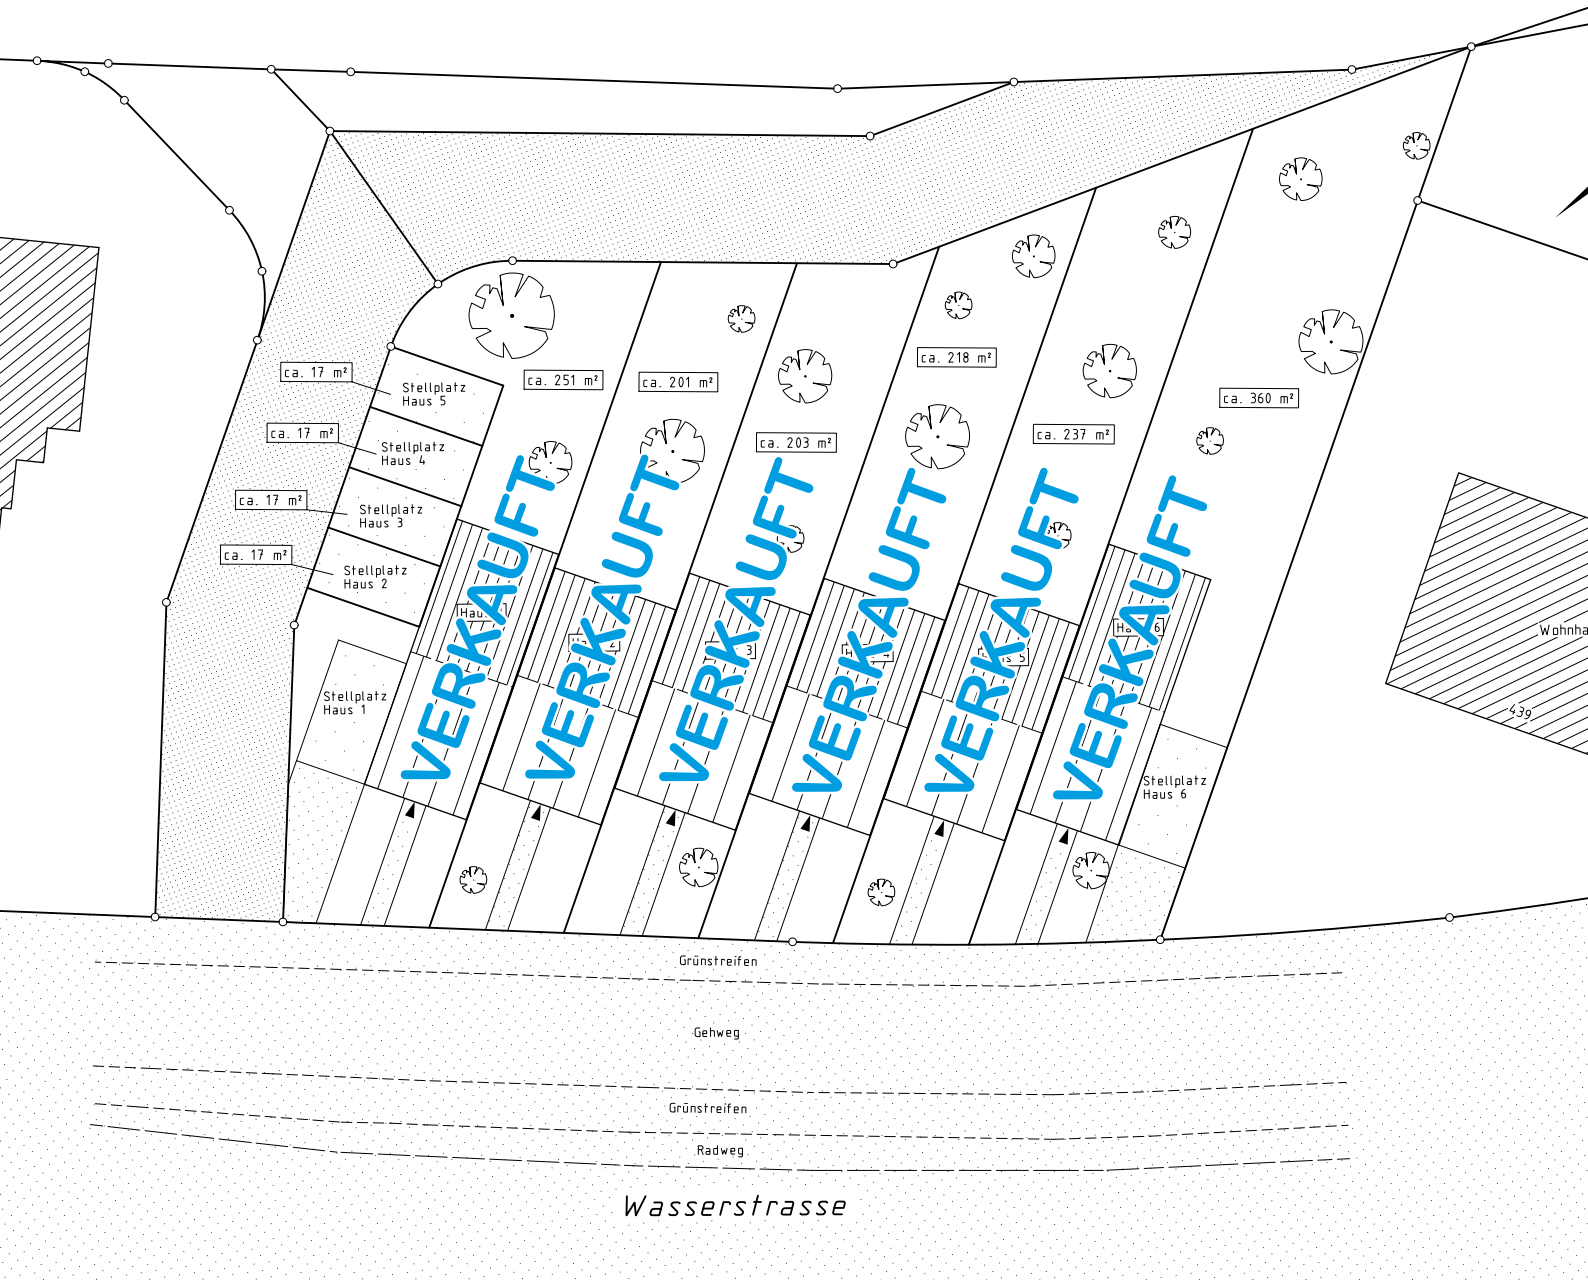 ca. 218 m²
ca. 17 m²
Stellplatz
Haus 5
ca. 251 m²
ca. 201 m²
ca. 360 m²
ca. 17 m²
Stellplatz
Haus 4
ca. 203 m²
ca. 237 m²
ca. 17 m²
Stellplatz
Haus 3
ca. 17 m²
Stellplatz
Haus 2
VERKAUFT
VERKAUFT
VERKAUFT
VERKAUFT
VERKAUFT
VERKAUFT
Wohnha
Stellplatz
Haus 1
439
Stellplatz
Haus 6
Grünstreifen
Gehweg
Grünstreifen
Radweg
Wasserstrasse